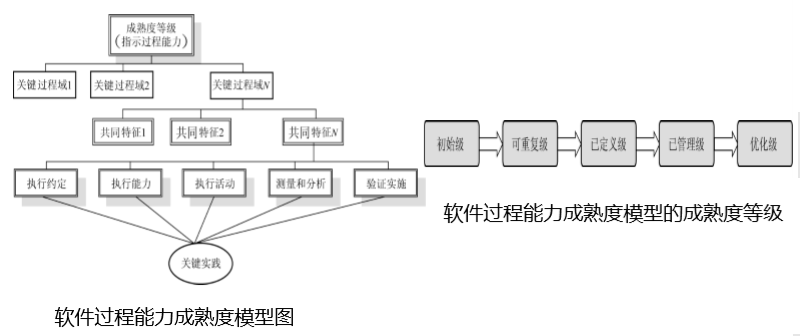 成熟度等级
(指示过程能力)
关键过程域1
关键过程域2
关键过程域N
共同特征1
共同特征2
共同特征N
执行约定
执行能力
执行活动
测量和分析
验证实施
关键实践
软件过程能力成熟度模型图
初始级
可重复级
已定义级
已管理级
优化级
软件过程能力成熟度模型的成熟度等级